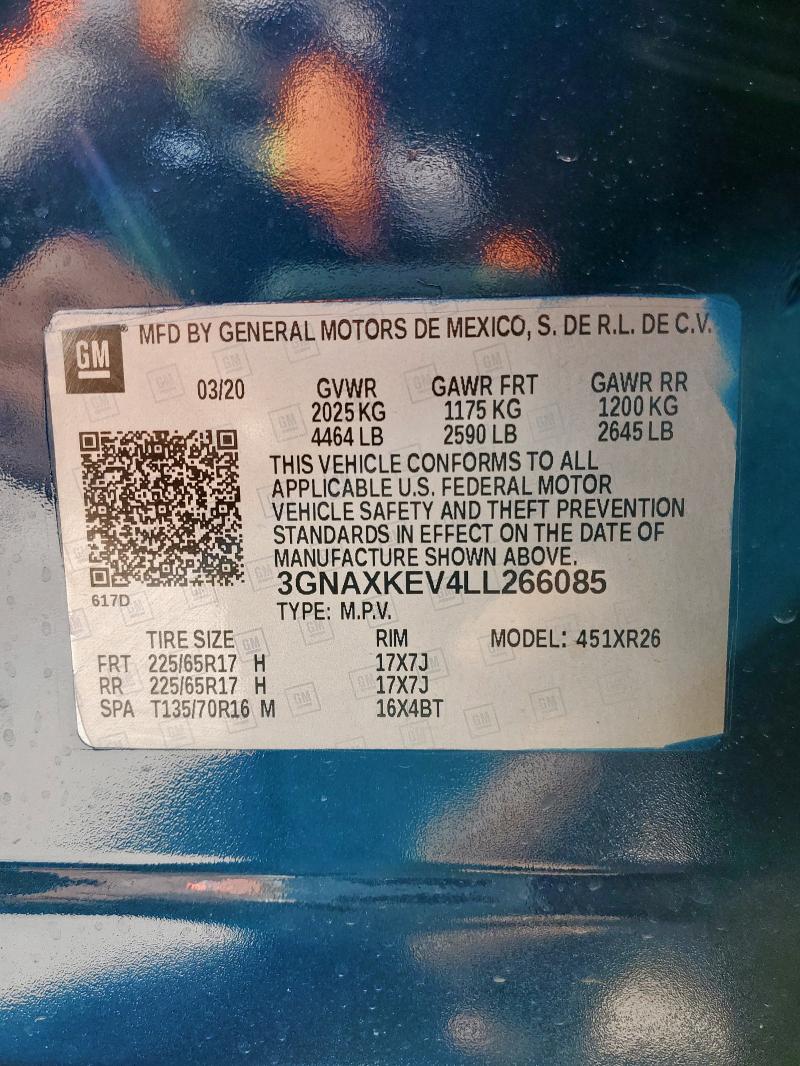 GM
MFD BY GENERAL MOTORS DE MEXICO, S. DE R.L. DE C.V.
03/20 GVWR GAWR FRT GAWR RR
2025 KG 1175 KG 1200 KG
4464 LB 2590 LB 2645 LB
THIS VEHICLE CONFORMS TO ALL
APPLICABLE U.S. FEDERAL MOTOR
VEHICLE SAFETY AND THEFT PREVENTION
STANDARDS IN EFFECT ON THE DATE OF
MANUFACTURE SHOWN ABOVE.
3GNAXKEV4LL266085
617D
TYPE: M.P.V.
TIRE SIZE RIM MODEL: 451XR26
FRT 225/65R17 H 17X7J
RR 225/65R17 H 17X7J
SPA T135/70R16 M 16X4BT